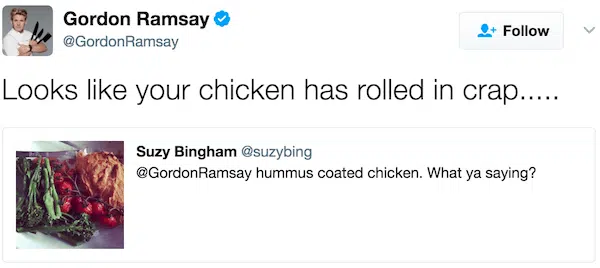 Gordon Ramsay
@GordonRamsay
Follow
Looks like your chicken has rolled in crap.....
Suzy Bingham @suzybing
@GordonRamsay hummus coated chicken. What ya saying?